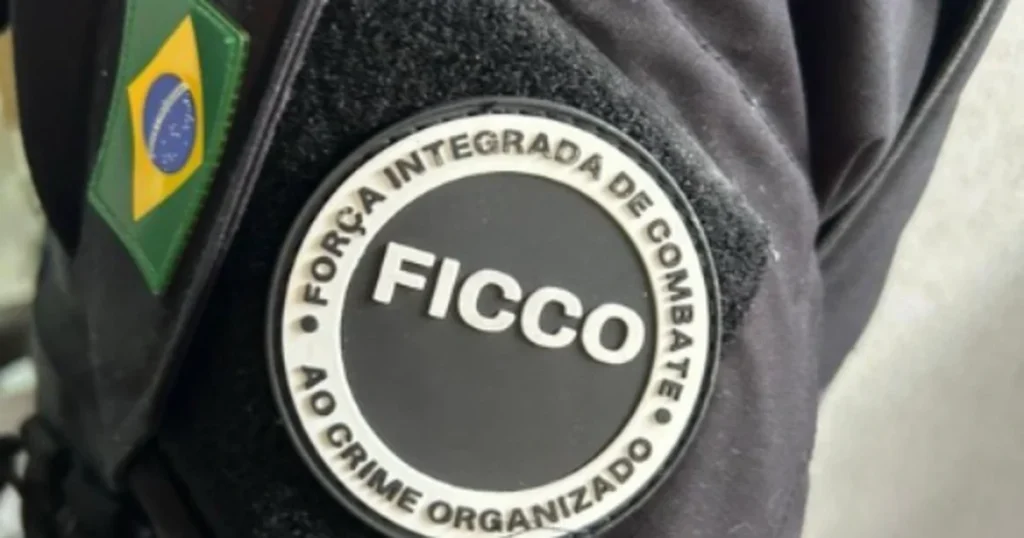 FORÇA INTEGRADA DE COMBATE
FICCO
• AO CRIME ORGANIZADO •